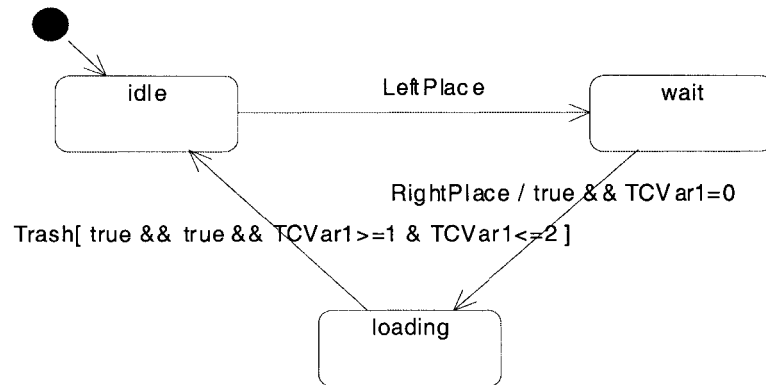 idle
LeftPlace
wait
RightPlace / true && TCVar1=0
Trash[ true && true && TCVar1>=1 & TCVar1<=2 ]
loading